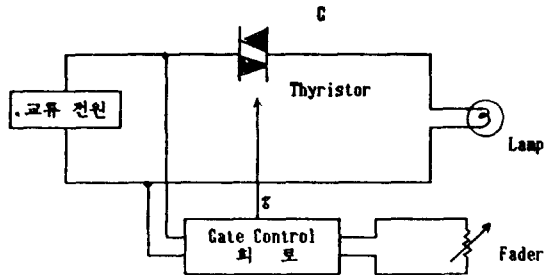 C
Thyristor
교류 전원
Lamp
Gate Control
회 로
Fader